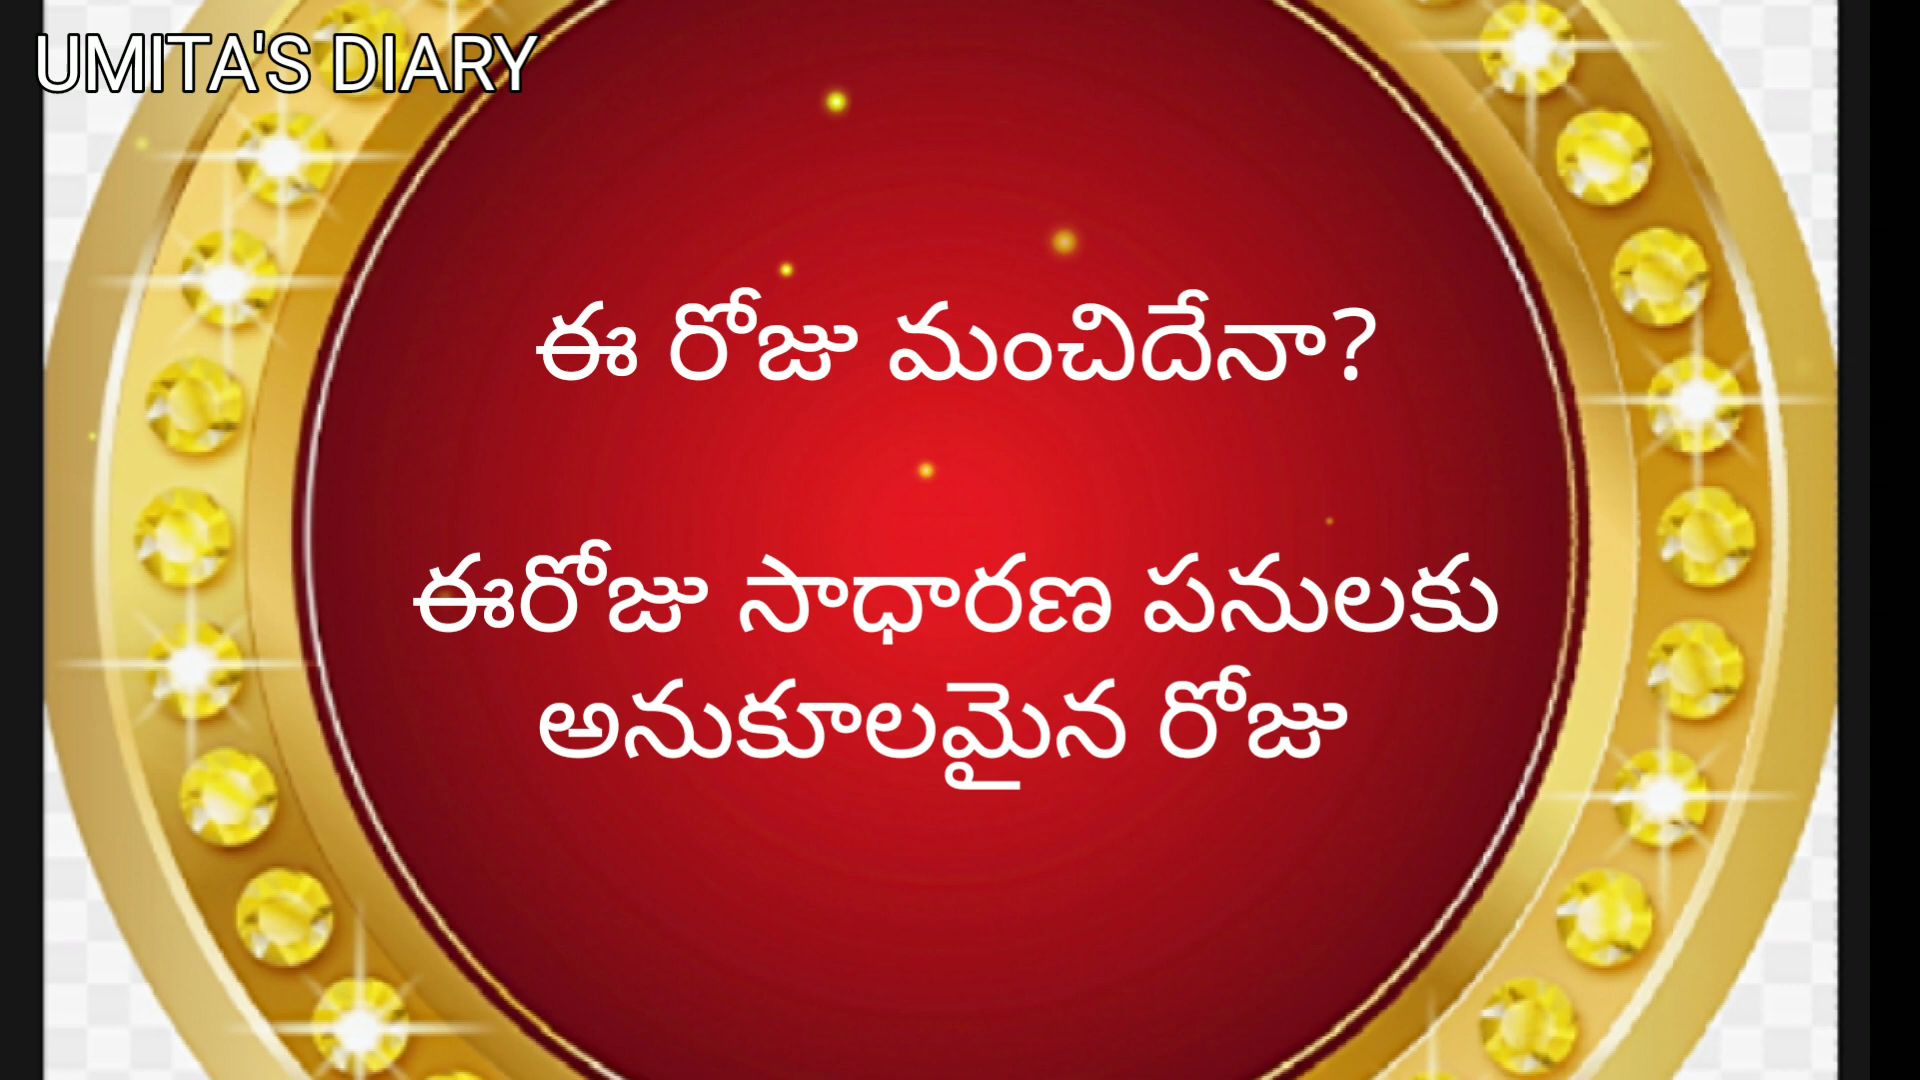 UMITA'S DIARY
ఈ రోజు మంచిదేనా?
ఈరోజు సాధారణ పనులకు
అనుకూలమైన రోజు